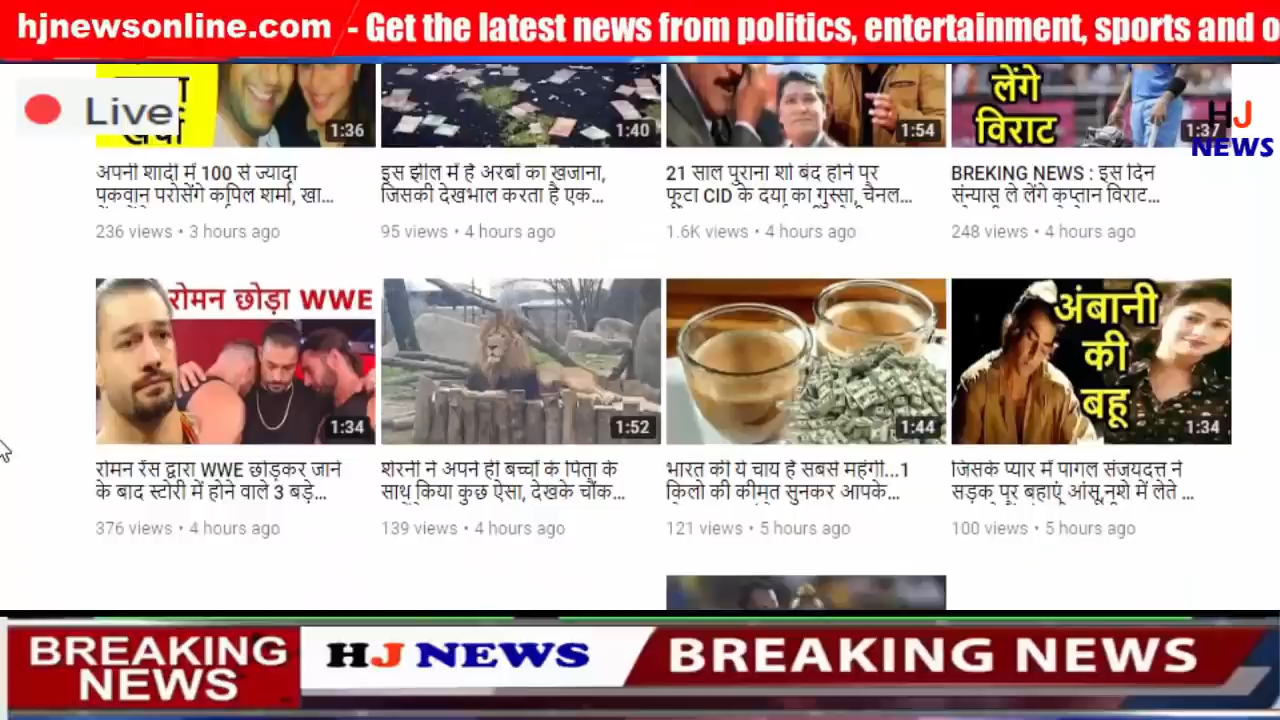 hjnewsonline.com - Get the latest news from politics, entertainment, sports and o
Live
1:36
1:40
1:54
लेंगे
विराट
1:37
HJ
NEWS
अपनी शादी में 100 से ज्यादा
पकवान परोसेंगे कपिल शर्मा, खा...
236 views • 3 hours ago
इस झील में है अरबों का खजाना,
जिसकी देखभाल करता है एक...
95 views • 4 hours ago
21 साल पुराना शो बंद होने पर
फूटा CID के दया का गुस्सा, चैनल...
1.6K views • 4 hours ago
BREKING NEWS : इस दिन
संन्यास ले लेंगे कप्तान विराट...
248 views • 4 hours ago
रोमन छोड़ा WWE
1:34
1:52
1:44
अंबानी
की
बहू
1:34
रोमन रेंस द्वारा WWE छोड़कर जाने
के बाद स्टोरी में होने वाले 3 बड़े...
376 views • 4 hours ago
शेरनी ने अपने ही बच्चों के पिता के
साथ किया कुछ ऐसा, देखके चौंक...
139 views • 4 hours ago
भारत की ये चाय है सबसे महंगी...1
किलो की कीमत सुनकर आपके...
121 views • 5 hours ago
जिसके प्यार में पागल संजयदत्त ने
सड़क पर बहाएं आंसू,नशे में लेते ...
100 views • 5 hours ago
BREAKING
NEWS
HJ NEWS
BREAKING NEWS